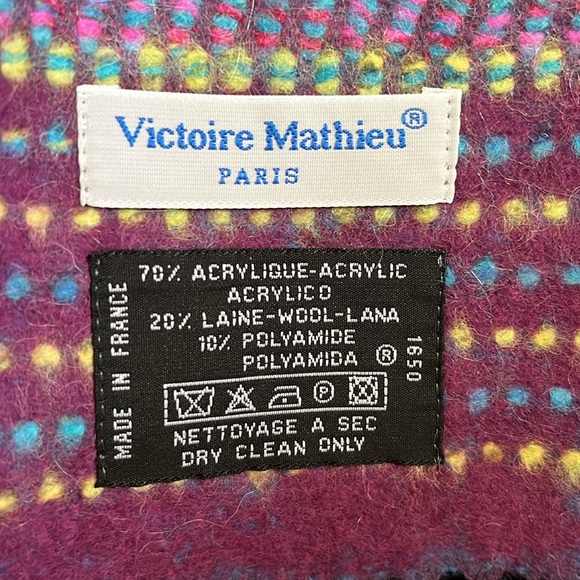 Victoire Mathieu®
PARIS
70% ACRYLIQUE-ACRYLIC
ACRYLICO
20% LAINE-WOOL-LANA
10% POLYAMIDE
POLYAMIDA ®
MADE IN FRANCE
1650
P
NETTOYAGE A SEC
DRY CLEAN ONLY